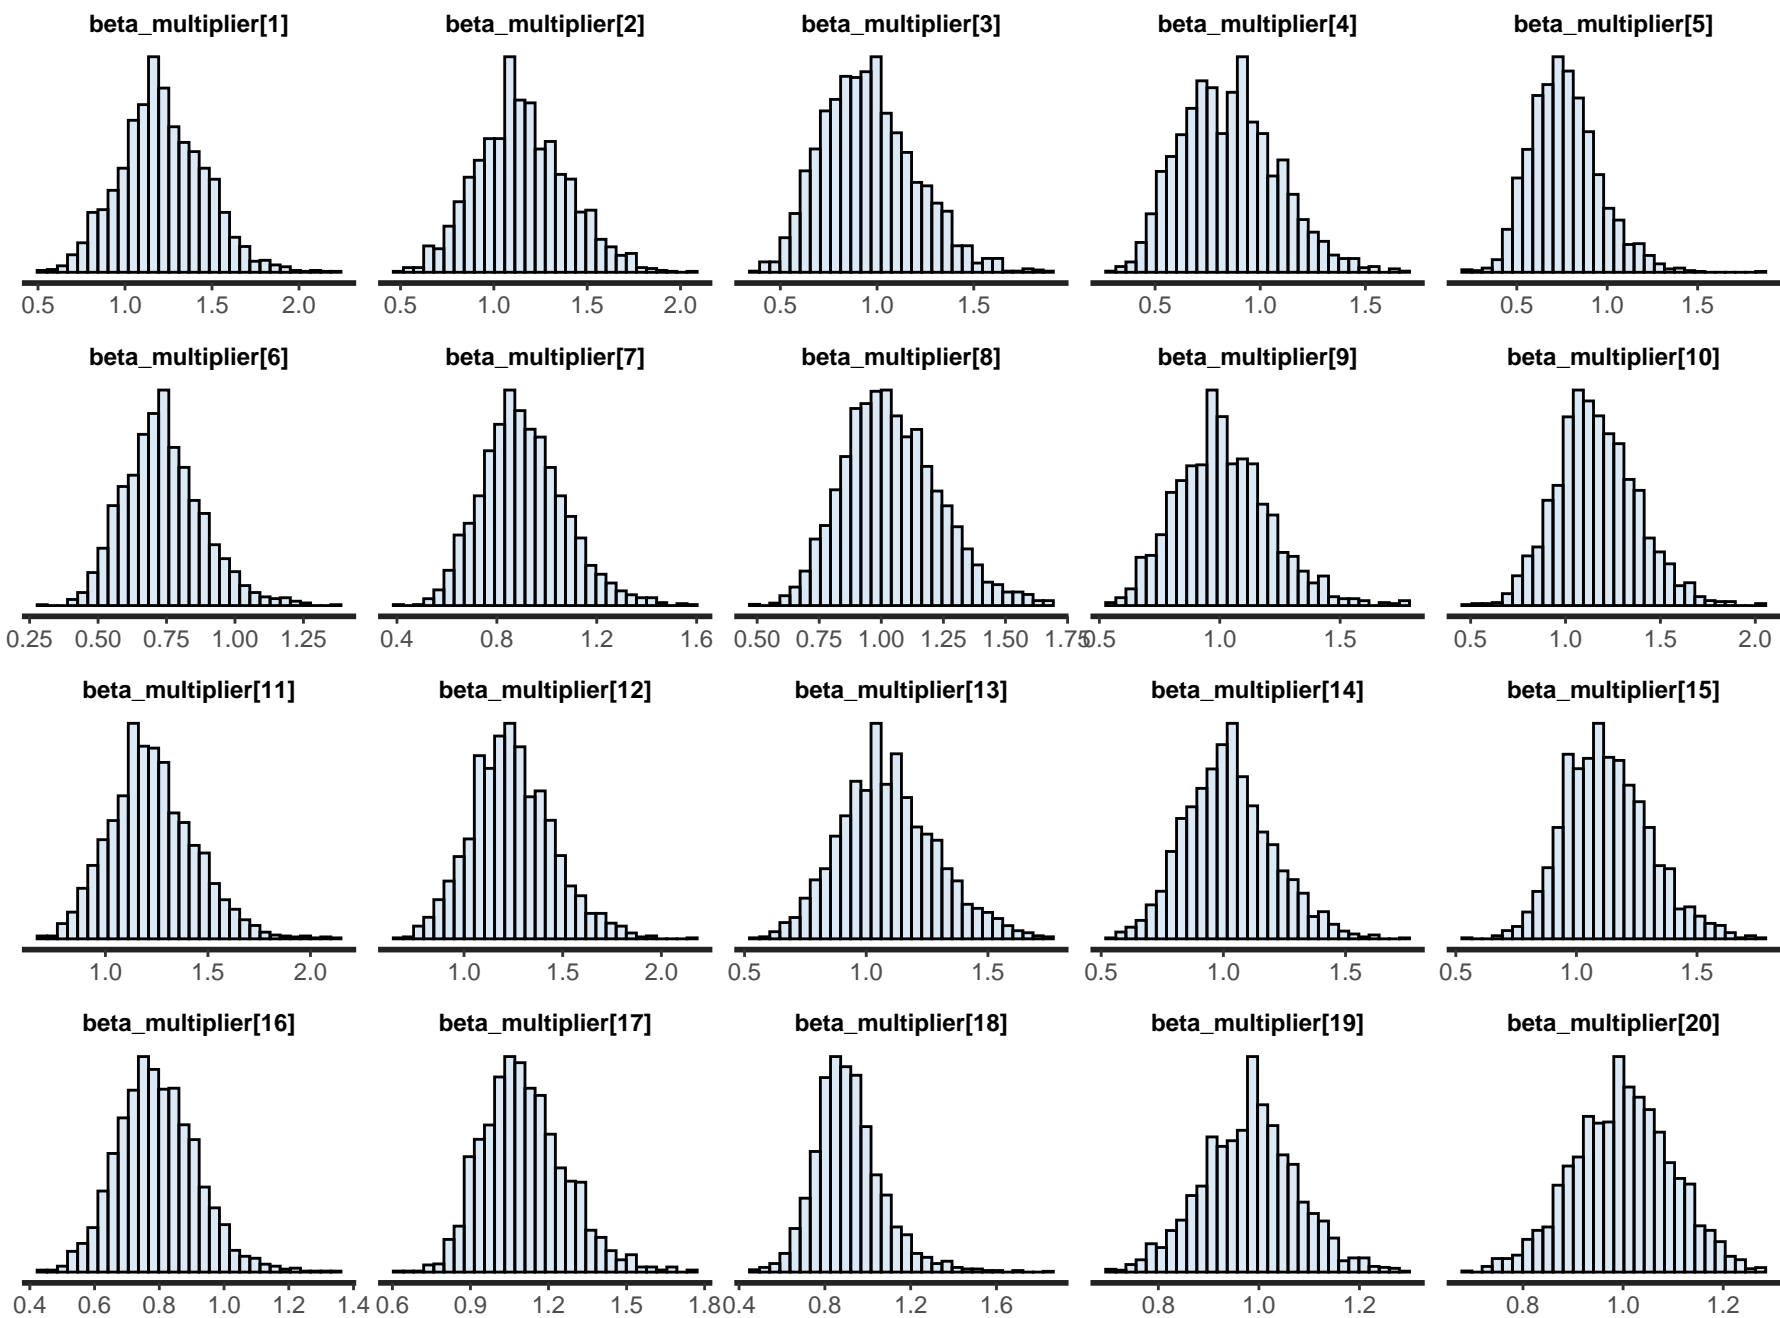 beta_multiplier[1] beta_multiplier[2] beta_multiplier[3] beta_multiplier[4] beta_multiplier[5]
0.5 1.0 1.5 2.0 0.5 1.0 1.5 2.0 0.5 1.0 1.5 0.5 1.0 1.5 0.5 1.0 1.5
beta_multiplier[6] beta_multiplier[7] beta_multiplier[8] beta_multiplier[9] beta_multiplier[10]
0.25 0.50 0.75 1.00 1.25 0.4 0.8 1.2 1.6 0.50 0.75 1.00 1.25 1.50 1.75 0.5 1.0 1.5 0.5 1.0 1.5 2.0
beta_multiplier[11] beta_multiplier[12] beta_multiplier[13] beta_multiplier[14] beta_multiplier[15]
1.0 1.5 2.0 1.0 1.5 2.0 0.5 1.0 1.5 0.5 1.0 1.5 0.5 1.0 1.5
beta_multiplier[16] beta_multiplier[17] beta_multiplier[18] beta_multiplier[19] beta_multiplier[20]
0.4 0.6 0.8 1.0 1.2 1.4 0.6 0.9 1.2 1.5 1.8 0.4 0.8 1.2 1.6 0.8 1.0 1.2 0.8 1.0 1.2